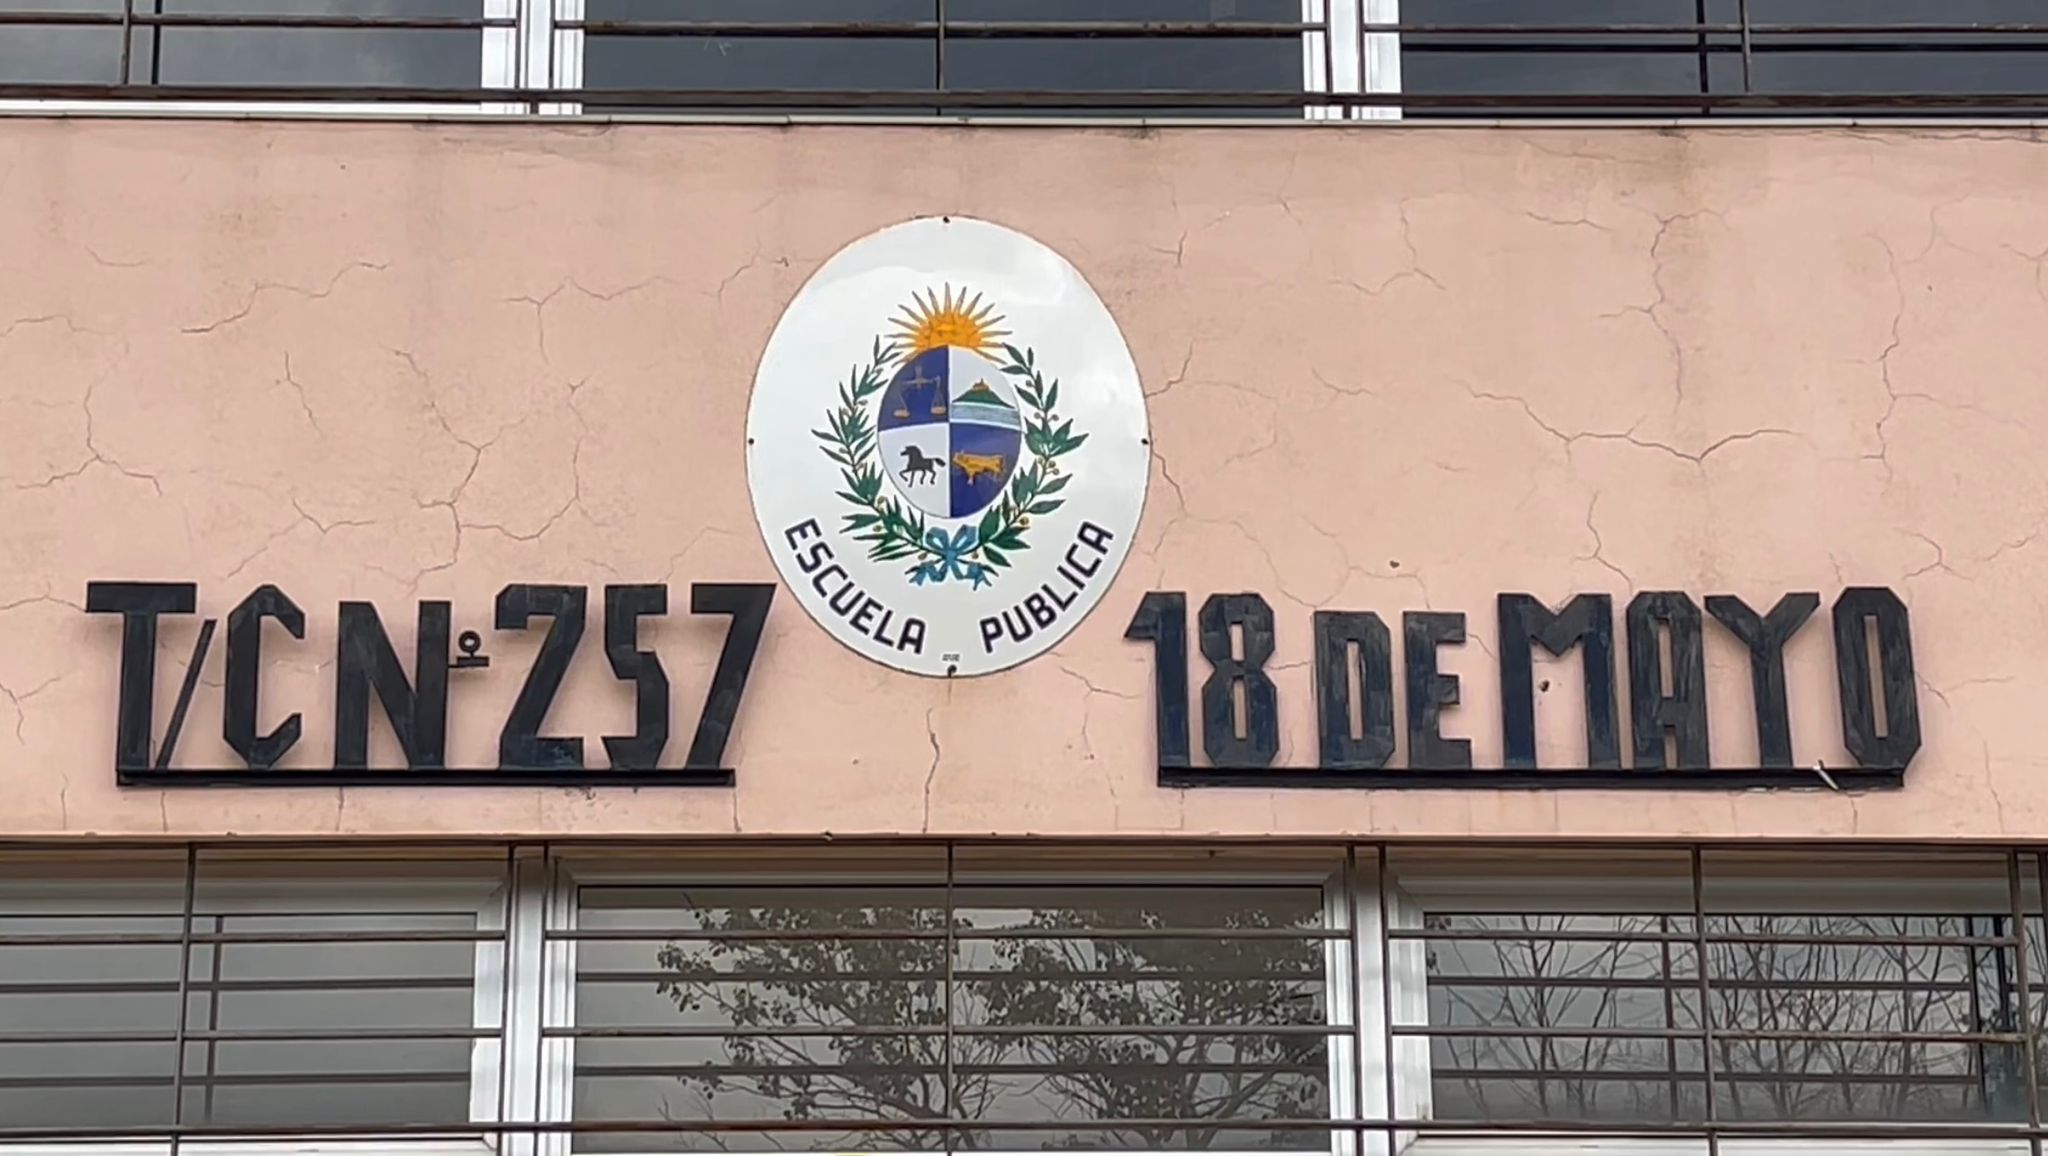 ESCUELA PUBLICA
T/C Nº 257
18 DE MAYO